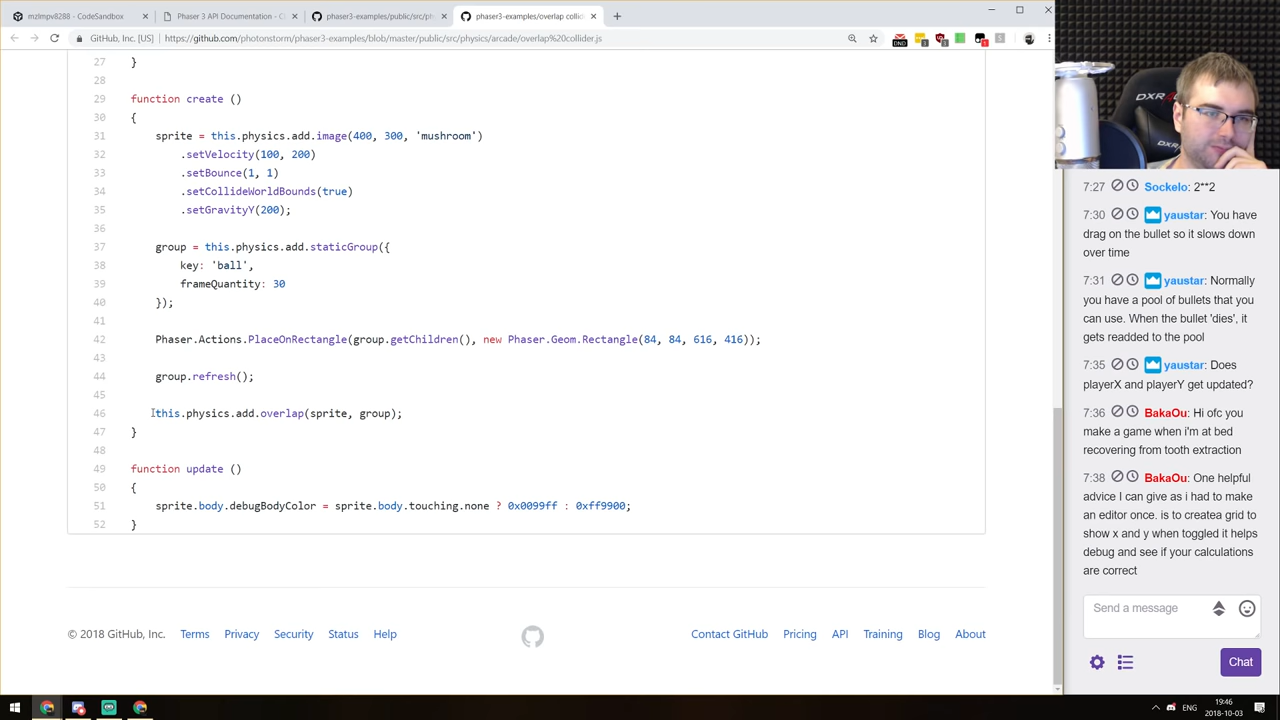 mzlmpv8288 - CodeSandbox
Phaser 3 API Documentation - Cl
phaser3-examples/public/src/ph
phaser3-examples/overlap collid
GitHub, Inc. [US]
https://github.com/photonstorm/phaser3-examples/blob/master/public/src/physics/arcade/overlap%20collider.js
27 }
28
29 function create ()
30 {
31 sprite = this.physics.add.image(400, 300, 'mushroom')
32 .setVelocity(100, 200)
33 .setBounce(1, 1)
34 .setCollideWorldBounds(true)
35 .setGravityY(200);
36
37 group = this.physics.add.staticGroup({
38 key: 'ball',
39 frameQuantity: 30
40 });
41
42 Phaser.Actions.PlaceOnRectangle(group.getChildren(), new Phaser.Geom.Rectangle(84, 84, 616, 416));
43
44 group.refresh();
45
46 this.physics.add.overlap(sprite, group);
47 }
48
49 function update ()
50 {
51 sprite.body.debugBodyColor = sprite.body.touching.none ? 0x0099ff : 0xff9900;
52 }
© 2018 GitHub, Inc. Terms Privacy Security Status Help
Contact GitHub Pricing API Training Blog About
DXR
7:27 Sockelo: 2**2
7:30 yaustar: You have
drag on the bullet so it slows down
over time
7:31 yaustar: Normally
you have a pool of bullets that you
can use. When the bullet 'dies', it
gets readded to the pool
7:35 yaustar: Does
playerX and playerY get updated?
7:36 BakaOu: Hi ofc you
make a game when i'm at bed
recovering from tooth extraction
7:38 BakaOu: One helpful
advice I can give as i had to make
an editor once. is to createa grid to
show x and y when toggled it helps
debug and see if your calculations
are correct
Send a message
Chat
ENG
19:46
2018-10-03